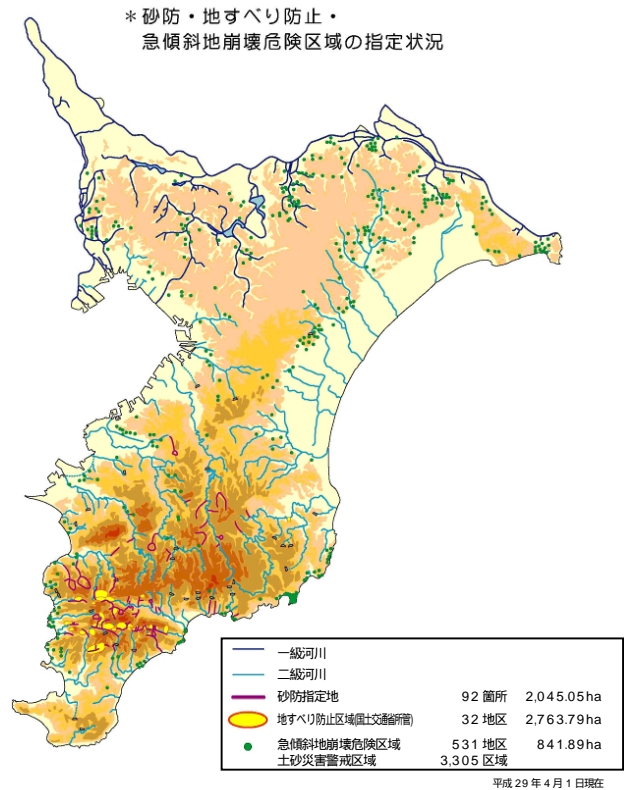 ＊砂防・地すべり防止・
急傾斜地崩壊危険区域の指定状況
一級河川
二級河川
砂防指定地 92 箇所 2,045.05ha
地すべり防止区域(国土交通省所管) 32 地区 2,763.79ha
急傾斜地崩壊危険区域 531 地区 841.89ha
土砂災害警戒区域 3,305 区域
平成 29 年 4 月 1 日現在